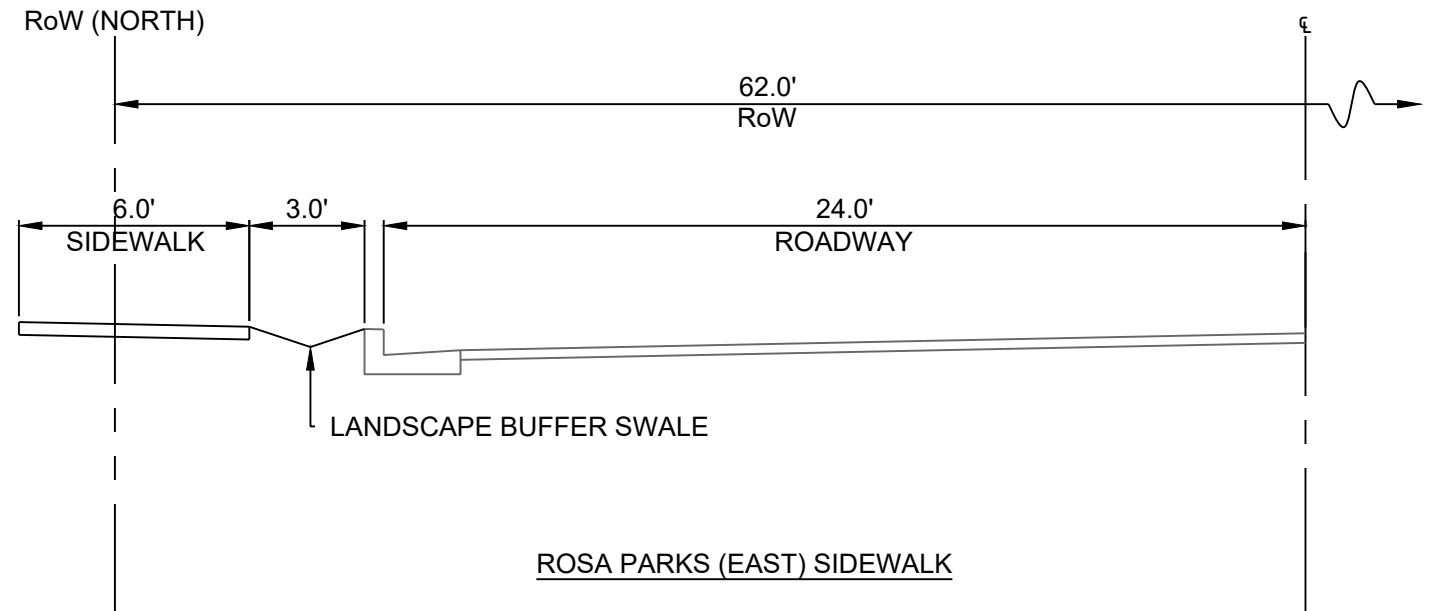 RoW (NORTH)
℄
62.0'
RoW
6.0'
3.0'
24.0'
SIDEWALK
ROADWAY
LANDSCAPE BUFFER SWALE
ROSA PARKS (EAST) SIDEWALK